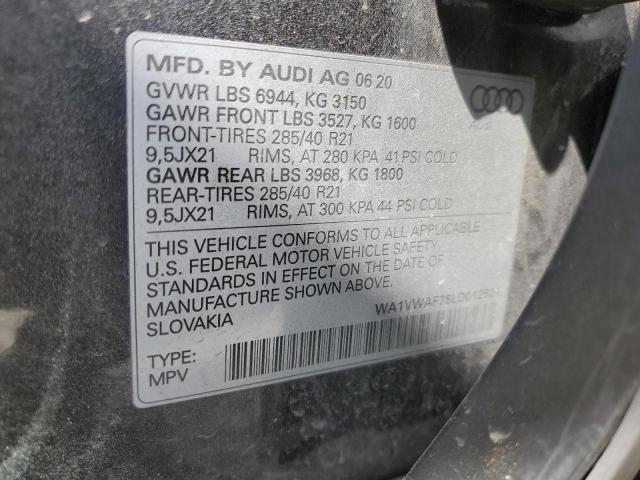 MFD. BY AUDI AG 06 20
GVWR LBS 6944, KG 3150
GAWR FRONT LBS 3527, KG 1600
FRONT-TIRES 285/40 R21
9,5JX21 RIMS, AT 280 KPA 41 PSI COLD
GAWR REAR LBS 3968, KG 1800
REAR-TIRES 285/40 R21
9,5JX21 RIMS, AT 300 KPA 44 PSI COLD
THIS VEHICLE CONFORMS TO ALL APPLICABLE
U.S. FEDERAL MOTOR VEHICLE SAFETY
STANDARDS IN EFFECT ON THE DATE OF
MANUFACTURE SHOWN ABOVE.
SLOVAKIA
TYPE:
MPV
Audi